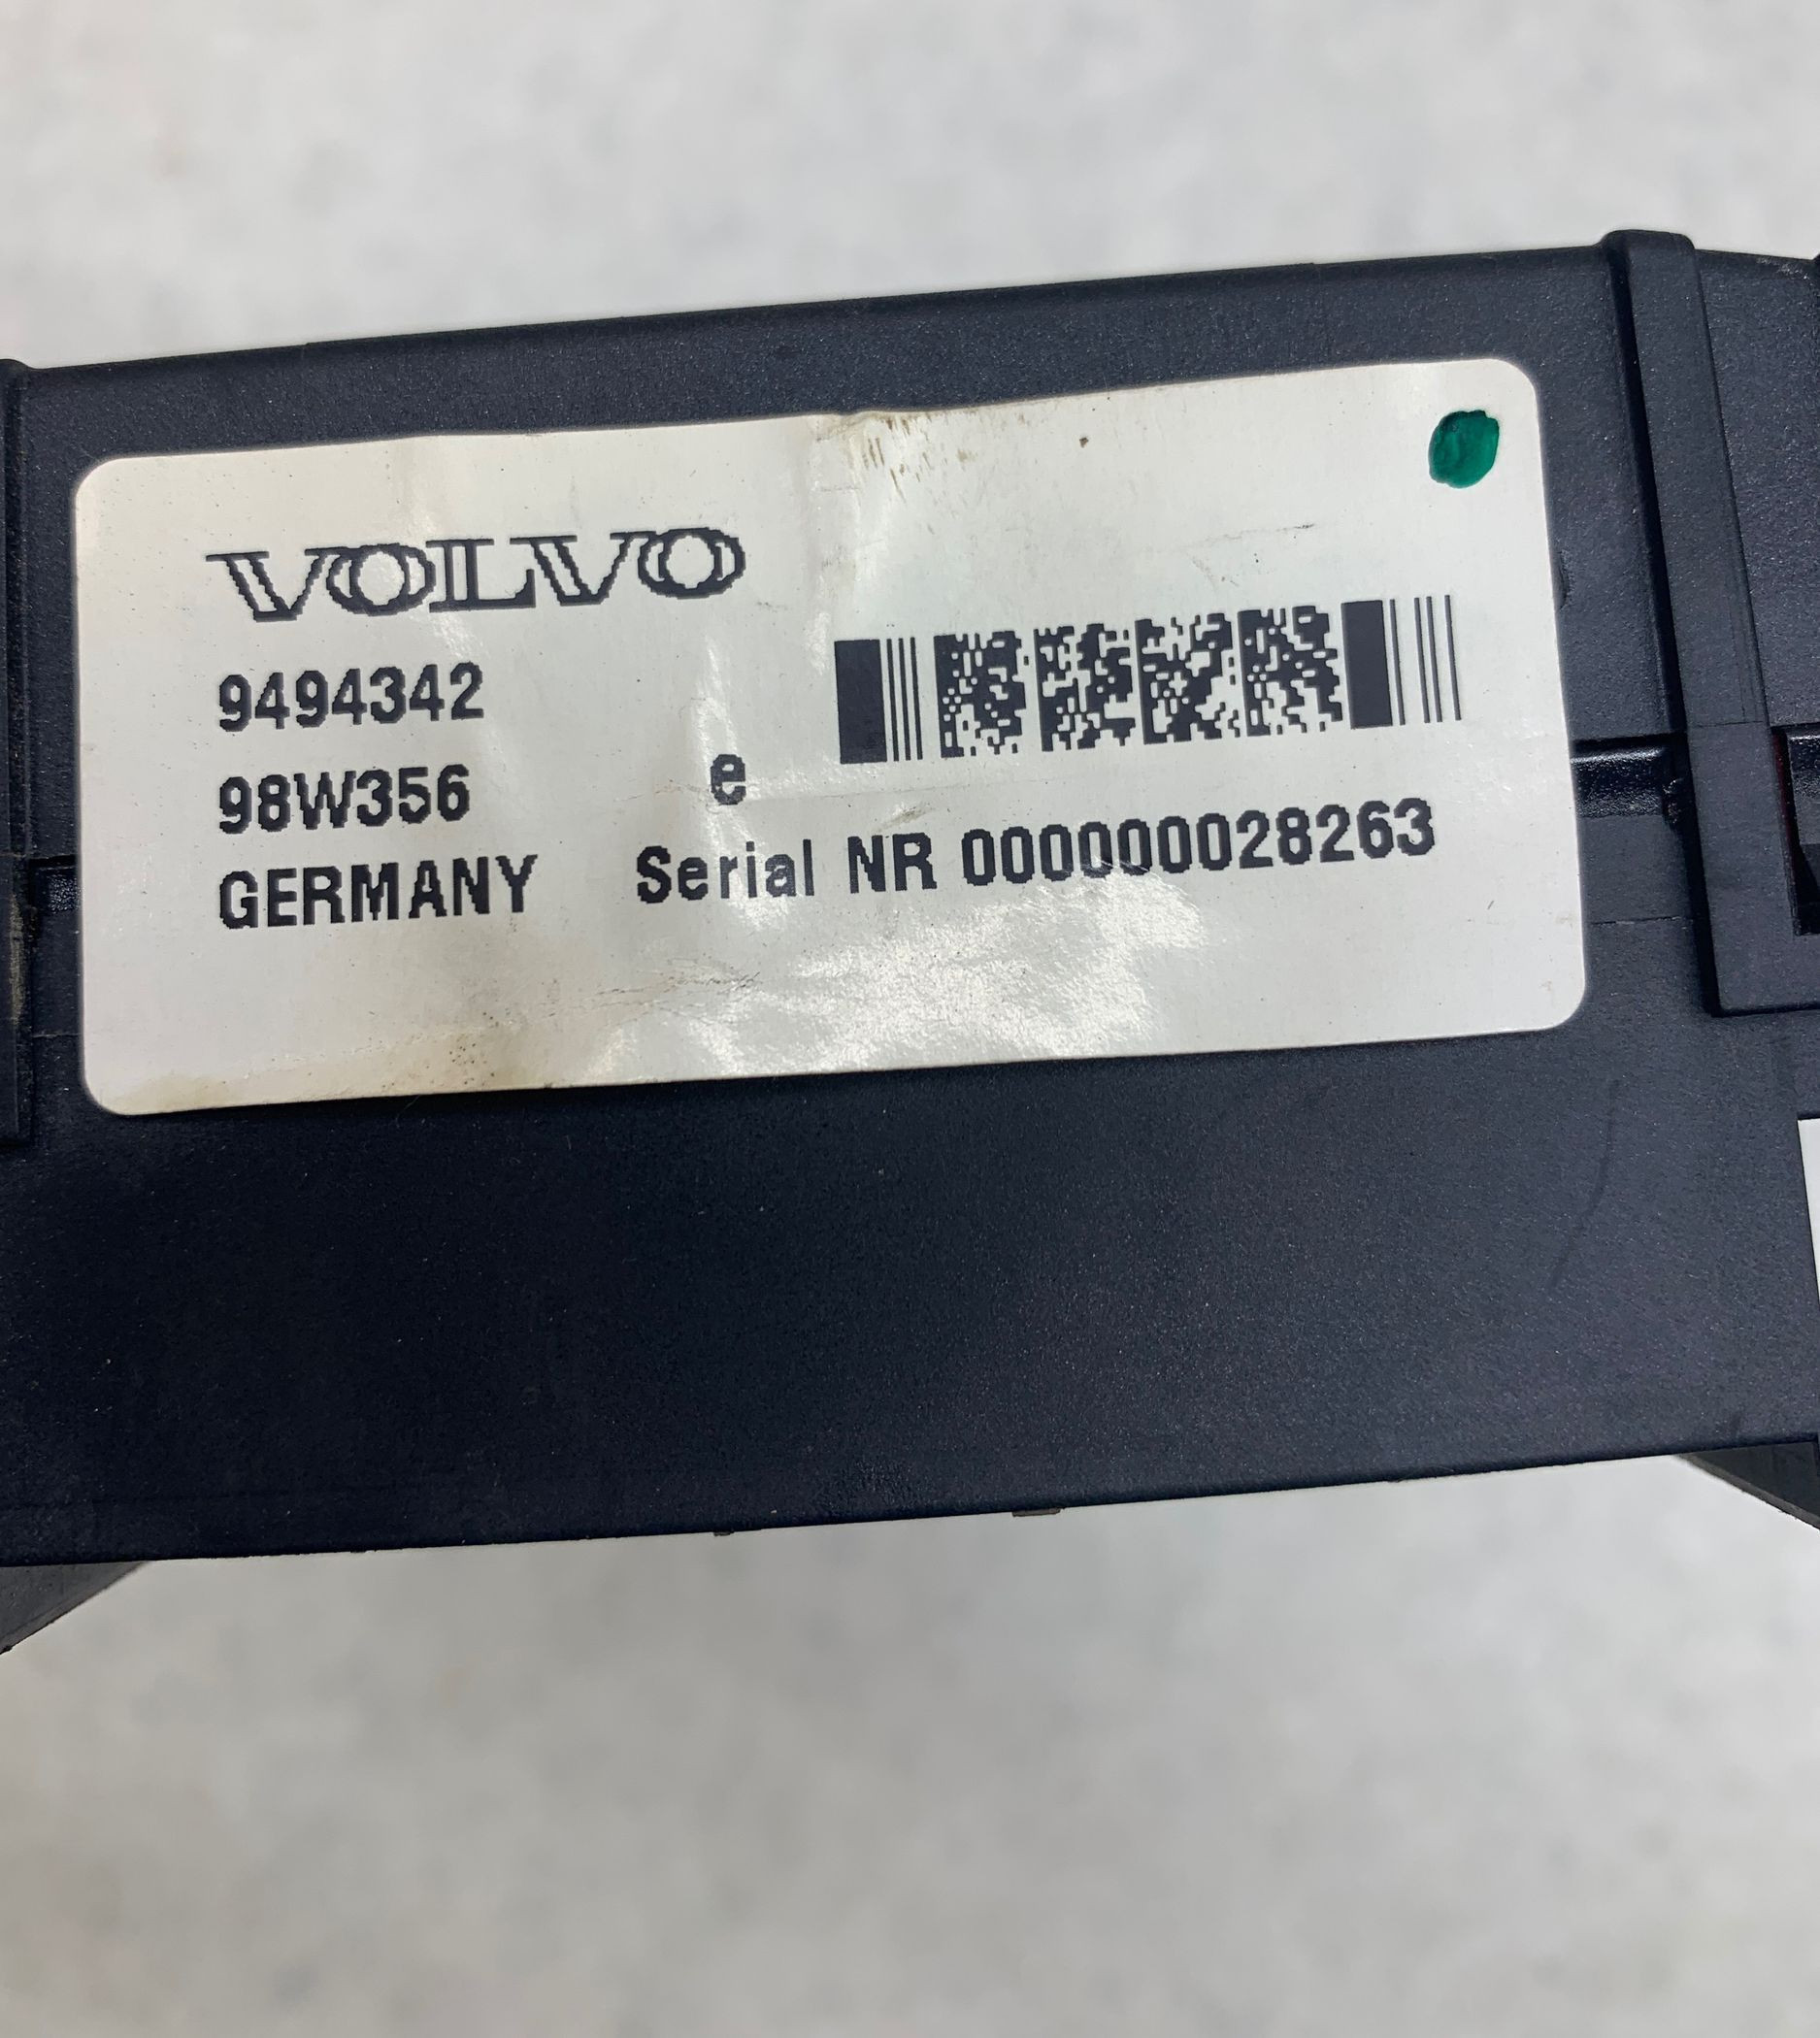 VOLVO
9494342
98W356 e
GERMANY Serial NR 000000028263